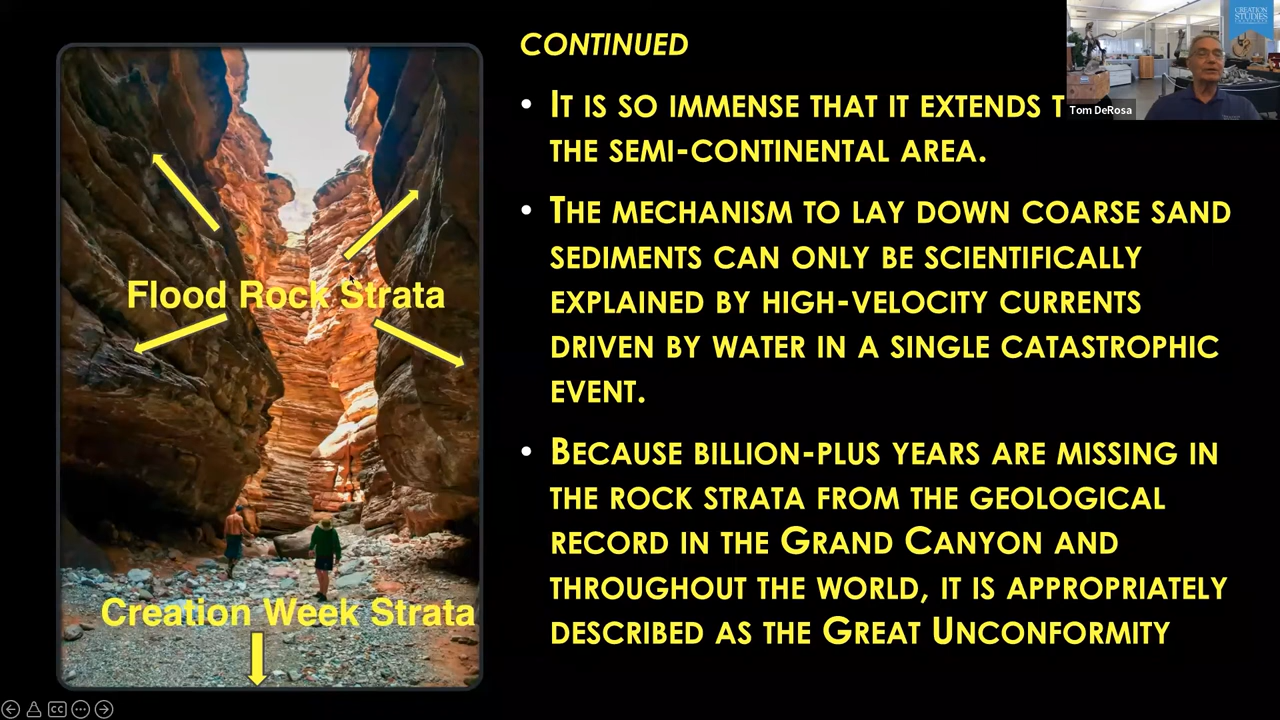 CONTINUED
• IT IS SO IMMENSE THAT IT EXTENDS T
THE SEMI-CONTINENTAL AREA.
• THE MECHANISM TO LAY DOWN COARSE SAND
SEDIMENTS CAN ONLY BE SCIENTIFICALLY
EXPLAINED BY HIGH-VELOCITY CURRENTS
DRIVEN BY WATER IN A SINGLE CATASTROPHIC
EVENT.
• BECAUSE BILLION-PLUS YEARS ARE MISSING IN
THE ROCK STRATA FROM THE GEOLOGICAL
RECORD IN THE GRAND CANYON AND
THROUGHOUT THE WORLD, IT IS APPROPRIATELY
DESCRIBED AS THE GREAT UNCONFORMITY
Flood Rock Strata
Creation Week Strata
CREATION
STUDIES
Tom DeRosa
CC